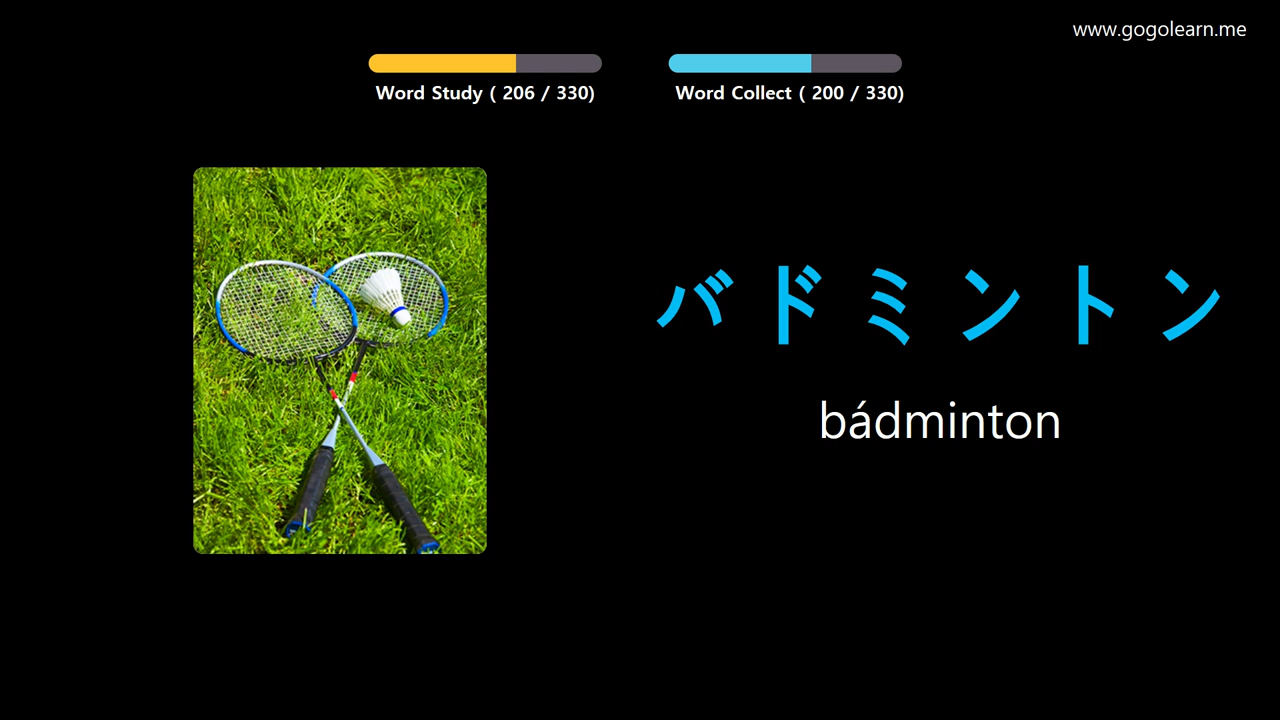 www.gogolearn.me
Word Study ( 206 / 330)
Word Collect ( 200 / 330)
バドミントン
bádminton